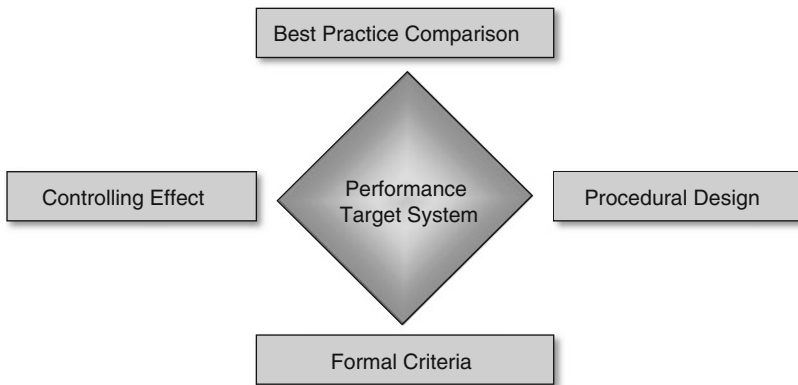 Best Practice Comparison
Controlling Effect
Performance
Target System
Procedural Design
Formal Criteria